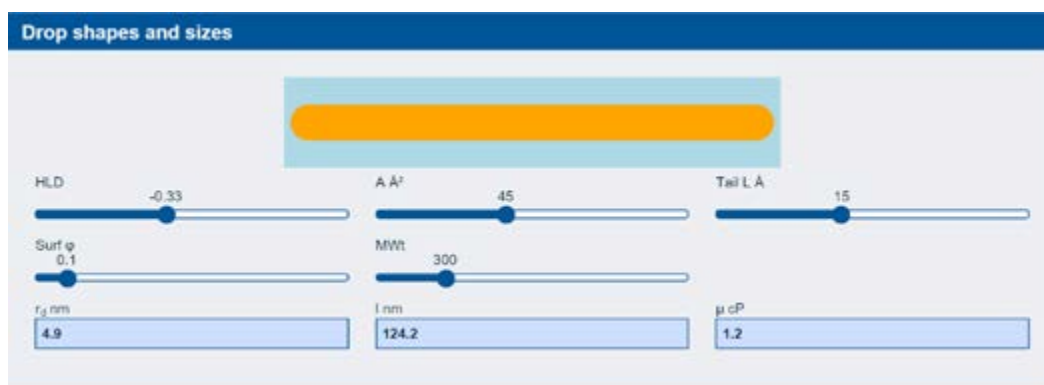 Drop shapes and sizes
HLD A Å² Tail L Å
-0.33 45 15
Surf φ MWt
0.1 300
r_d nm l nm μ cP
4.9 124.2 1.2